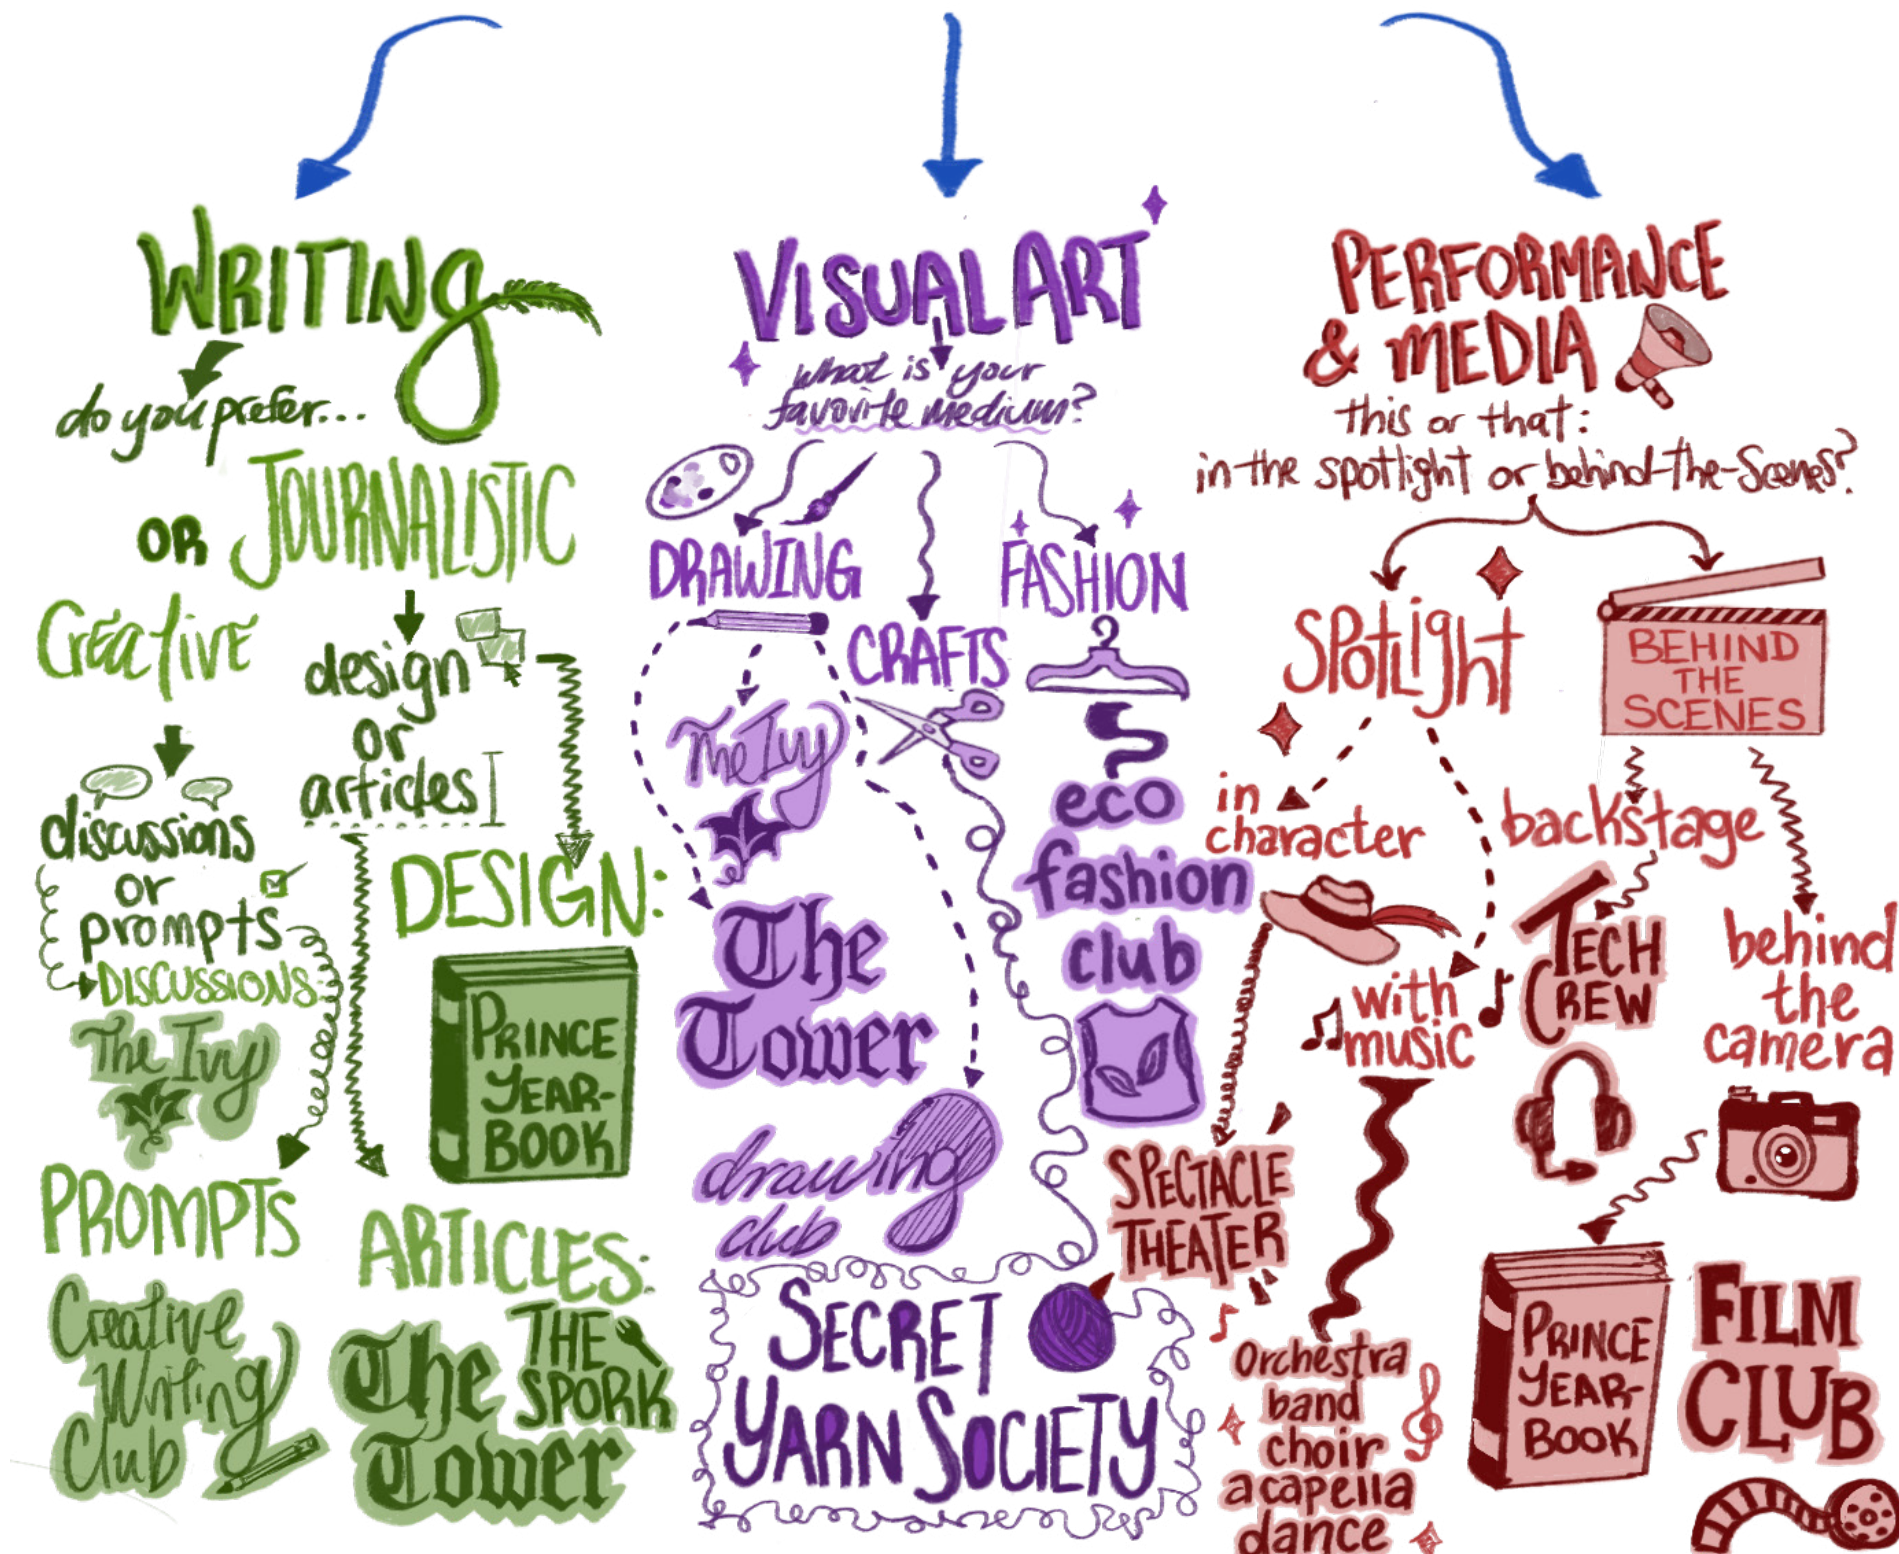 WRITING
do you prefer...
OR JOURNALISTIC
Creative
design
or
articles
discussions
or
prompts
DISCUSSIONS:
The Ivy
PROMPTS
Creative
Writing
Club
DESIGN:
PRINCE
YEAR-
BOOK
ARTICLES:
THE
SPORK
The
Tower
VISUAL ART
what is your
favorite medium?
DRAWING
CRAFTS
FASHION
The Ivy
The
Tower
drawing
club
eco
fashion
club
SECRET
YARN SOCIETY
PERFORMANCE
& MEDIA
this or that:
in the spotlight or behind-the-scenes?
SPOTLIGHT
BEHIND
THE
SCENES
in
character
with
music
SPECTACLE
THEATER
Orchestra
band
choir
acapella
dance
backstage
TECH
CREW
behind
the
camera
PRINCE
YEAR-
BOOK
FILM
CLUB